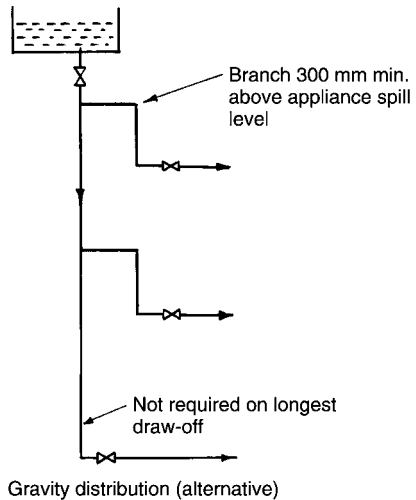 Branch 300 mm min.
above appliance spill
level
Not required on longest
draw-off
Gravity distribution (alternative)